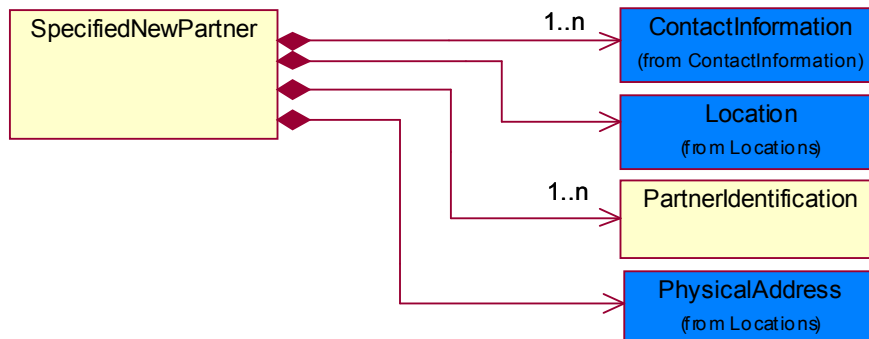 SpecifiedNewPartner
1..n
ContactInformation
(from ContactInformation)
Location
(from Locations)
1..n
PartnerIdentification
PhysicalAddress
(from Locations)